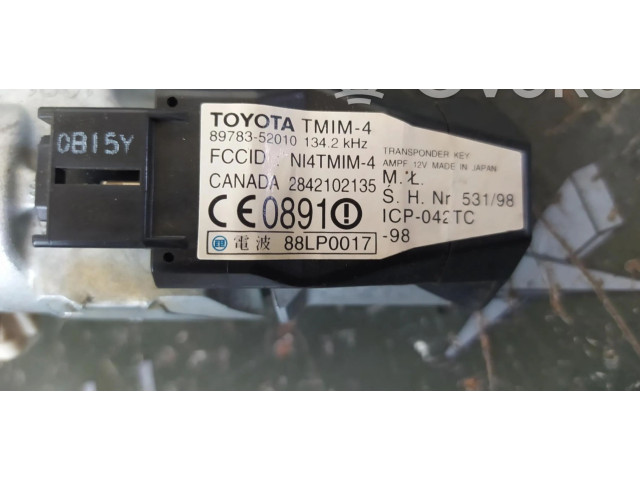 0B15Y
TOYOTA TMIM-4
89783-52010 134.2 kHz
FCCID NI4TMIM-4
CANADA 2842102135
CE0891
電波 88LP0017
TRANSPONDER KEY
AMPF 12V MADE IN JAPAN
M.Ł.
Ś. H. Nr 531/98
ICP-042TC
-98